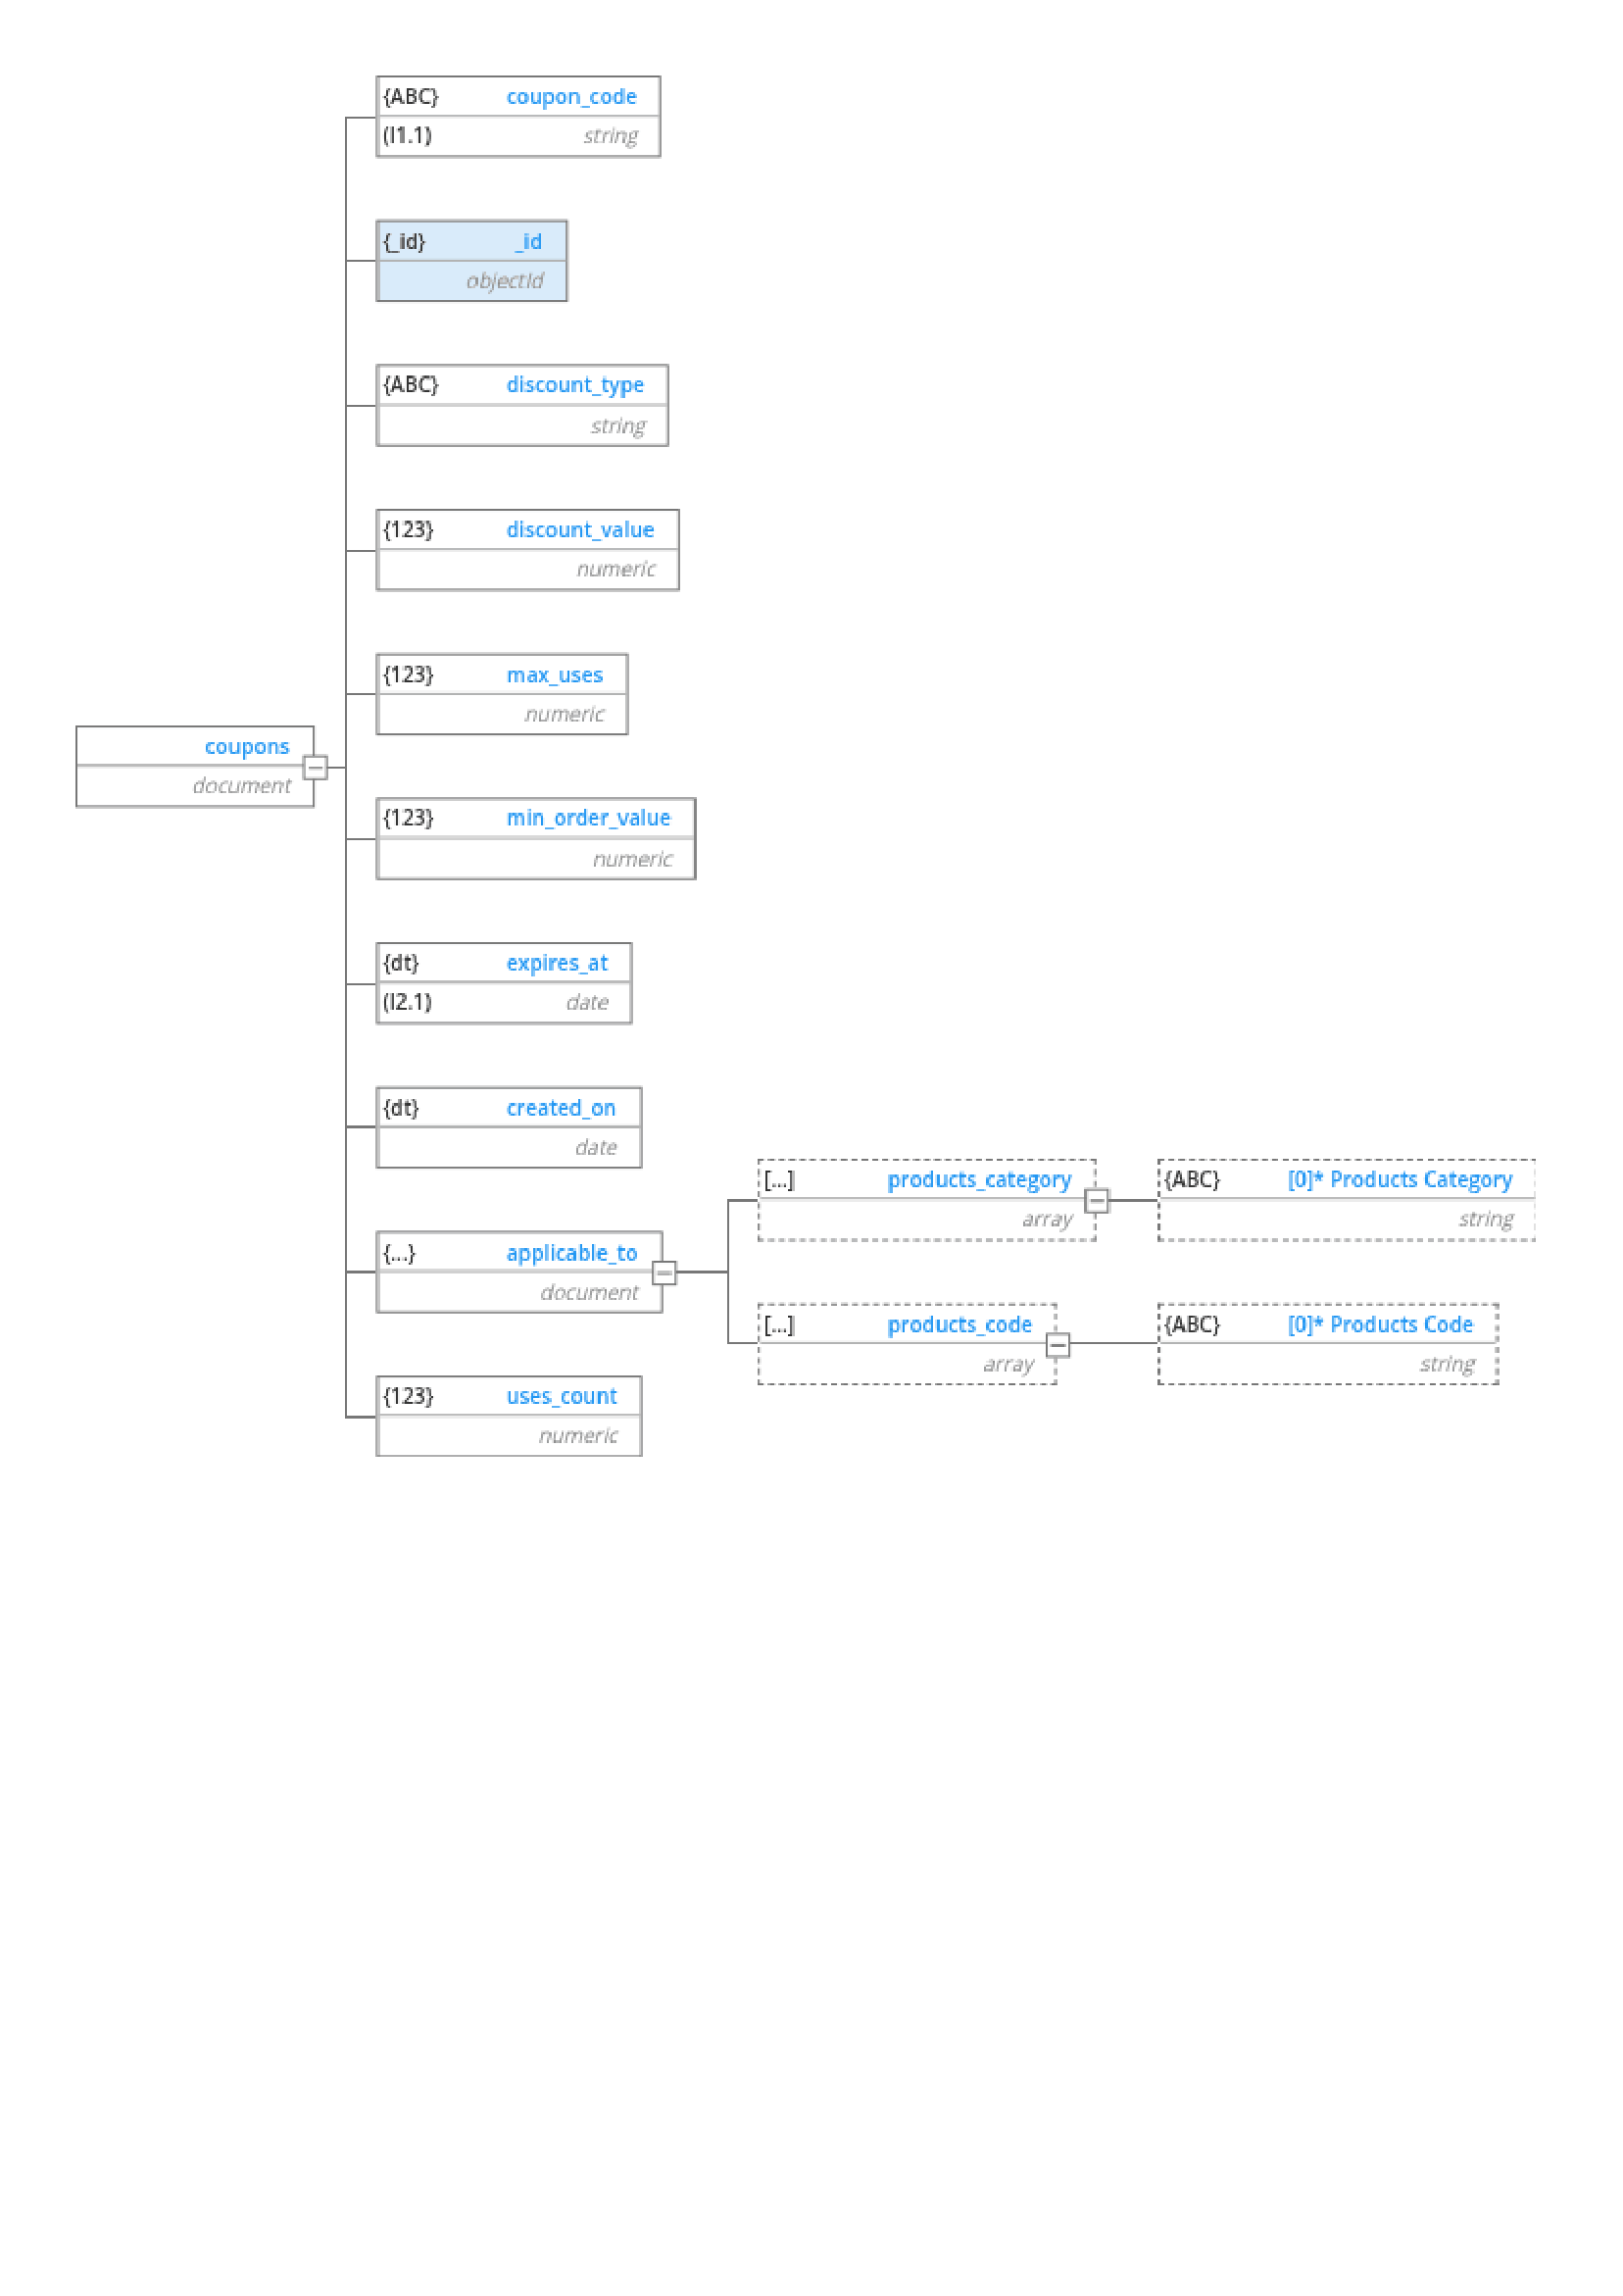 {ABC} coupon_code
(I1.1) string
{_id} _id
objectId
{ABC} discount_type
string
{123} discount_value
numeric
{123} max_uses
numeric
coupons
document
{123} min_order_value
numeric
{dt} expires_at
(I2.1) date
{dt} created_on
date
[...] products_category
array
{ABC} [0]* Products Category
string
{...} applicable_to
document
[...] products_code
array
{ABC} [0]* Products Code
string
{123} uses_count
numeric